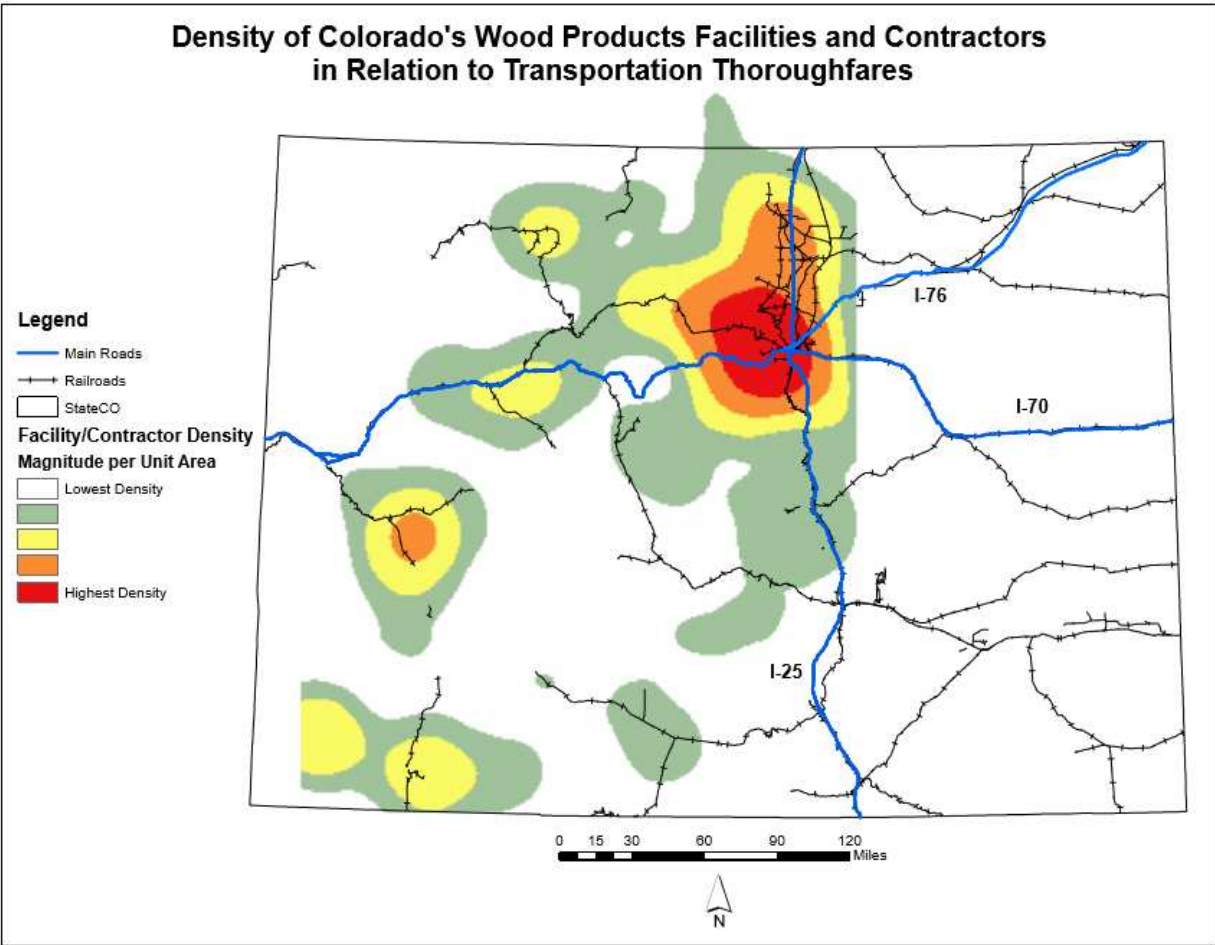 Density of Colorado's Wood Products Facilities and Contractors
in Relation to Transportation Thoroughfares
I-76
I-70
I-25
Legend
Main Roads
Railroads
StateCO
Facility/Contractor Density
Magnitude per Unit Area
Lowest Density
Highest Density
0 15 30 60 90 120
Miles
N